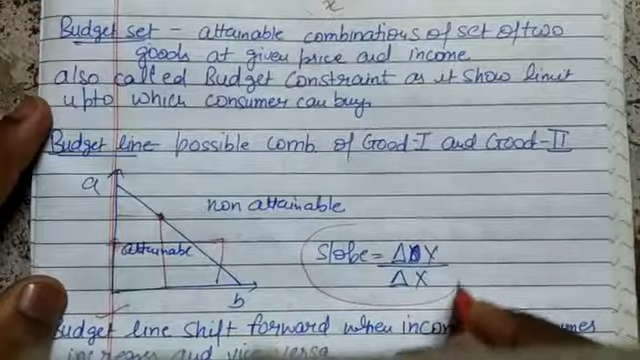 x
Budget set - attainable combinations of set of two
goods at given price and income
also called Budget Constraint as it show limit
upto which consumer can buy.
Budget line- possible comb. of Good-I and Good-II
a
non attainable
attainabe
Slope = ΔY
ΔX
b
Budget line shift forward when incom
increases and vice versa